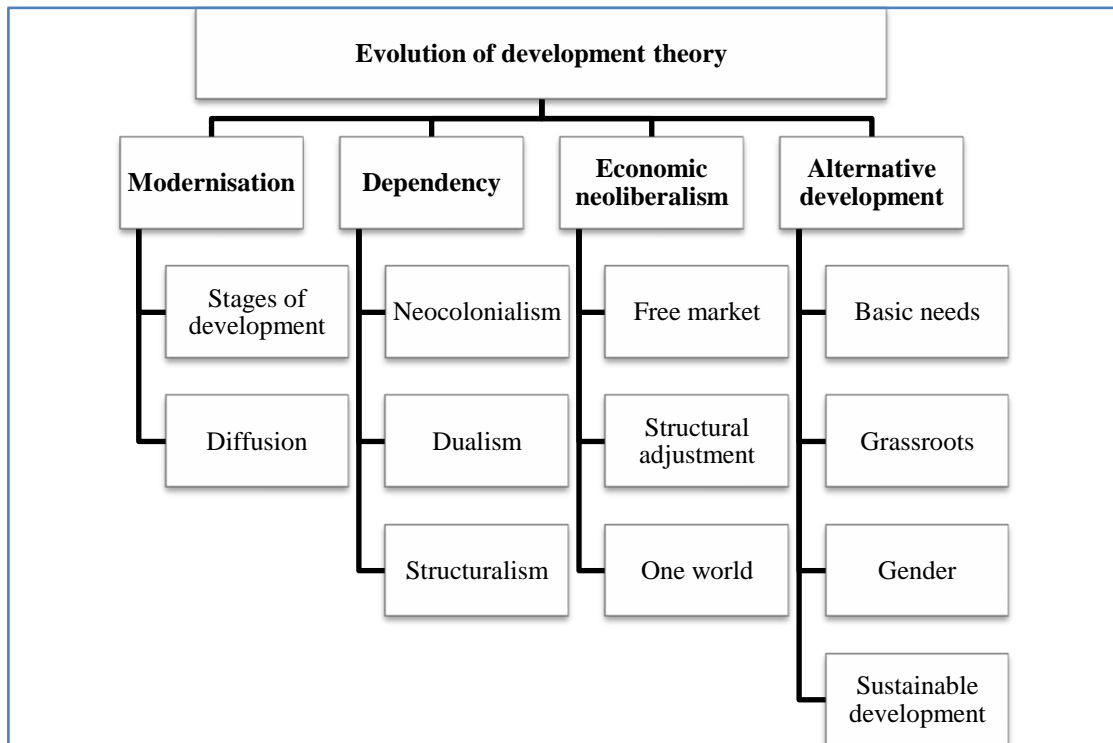 Evolution of development theory
Modernisation
Stages of
development
Diffusion
Dependency
Neocolonialism
Dualism
Structuralism
Economic
neoliberalism
Free market
Structural
adjustment
One world
Alternative
development
Basic needs
Grassroots
Gender
Sustainable
development